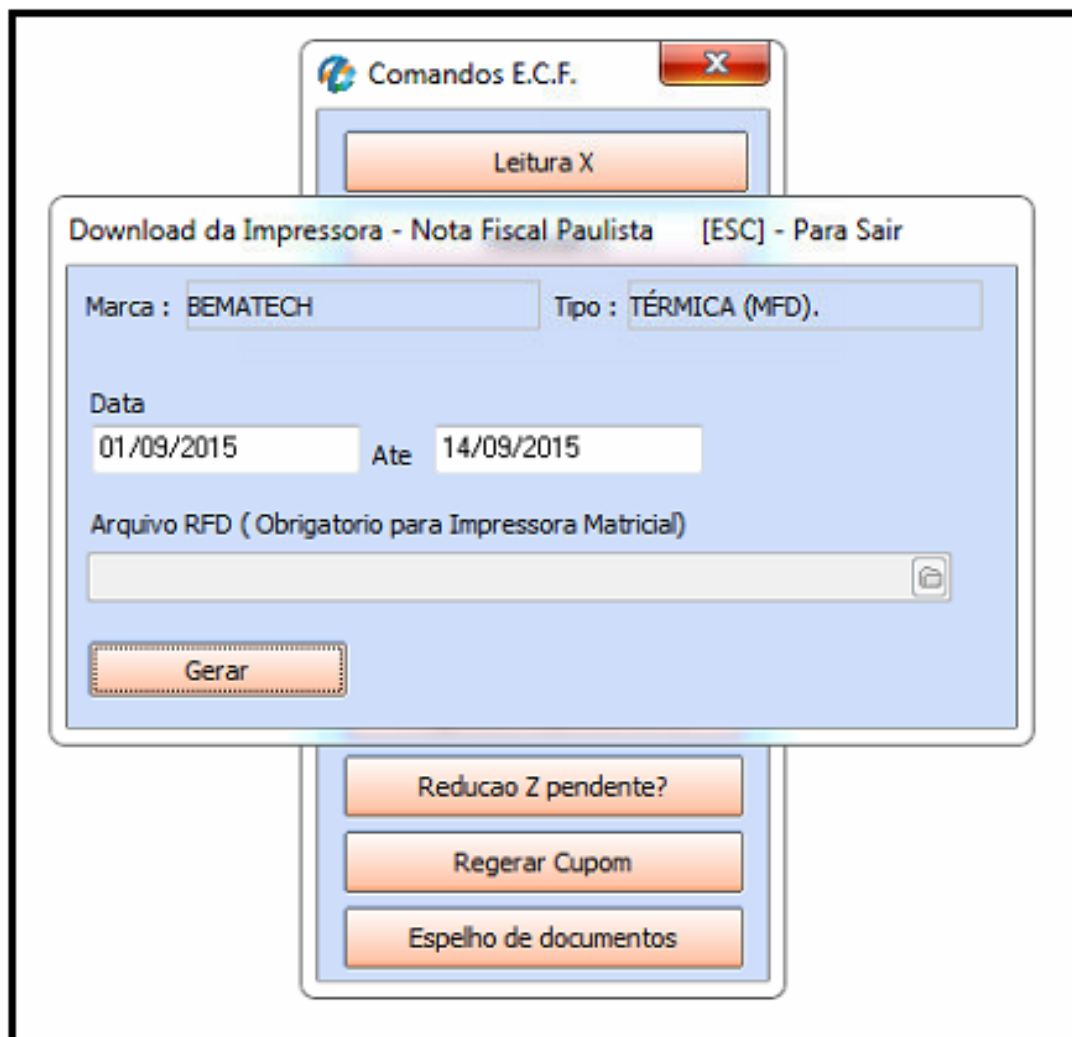 Comandos E.C.F.
Leitura X
Download da Impressora - Nota Fiscal Paulista [ESC] - Para Sair
Marca : BEMATECH Tipo : TÉRMICA (MFD).
Data
01/09/2015 Ate 14/09/2015
Arquivo RFD ( Obrigatorio para Impressora Matricial)
Gerar
Reducao Z pendente?
Regerar Cupom
Espelho de documentos